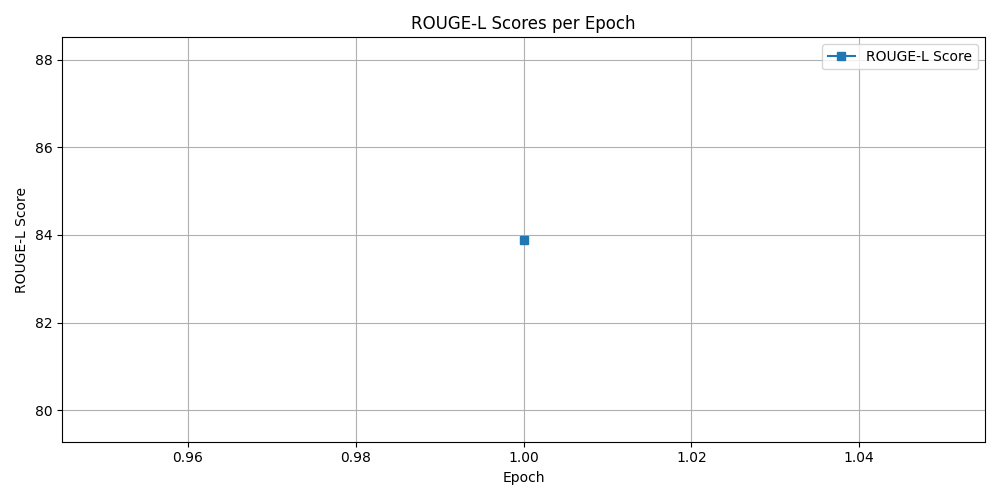 ROUGE-L Scores per Epoch
ROUGE-L Score
88
86
84
82
80
ROUGE-L Score
0.96 0.98 1.00 1.02 1.04
Epoch